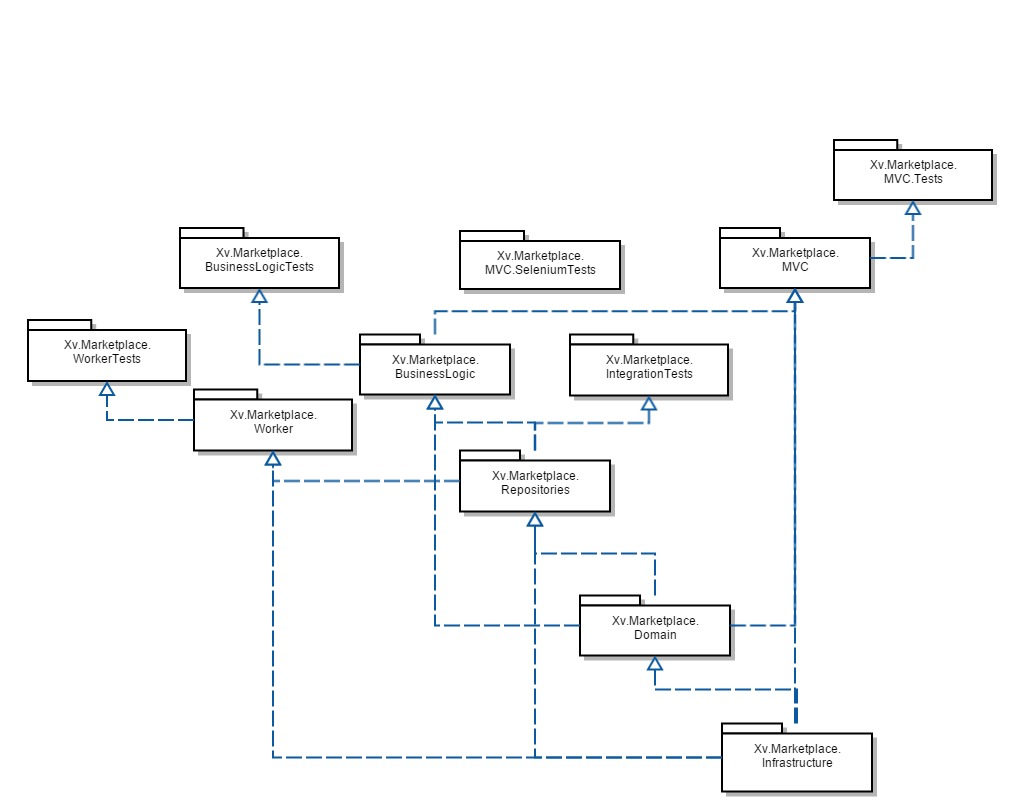 Xv.Marketplace.
MVC.Tests
Xv.Marketplace.
BusinessLogicTests
Xv.Marketplace.
MVC.SeleniumTests
Xv.Marketplace.
MVC
Xv.Marketplace.
WorkerTests
Xv.Marketplace.
BusinessLogic
Xv.Marketplace.
IntegrationTests
Xv.Marketplace.
Worker
Xv.Marketplace.
Repositories
Xv.Marketplace.
Domain
Xv.Marketplace.
Infrastructure